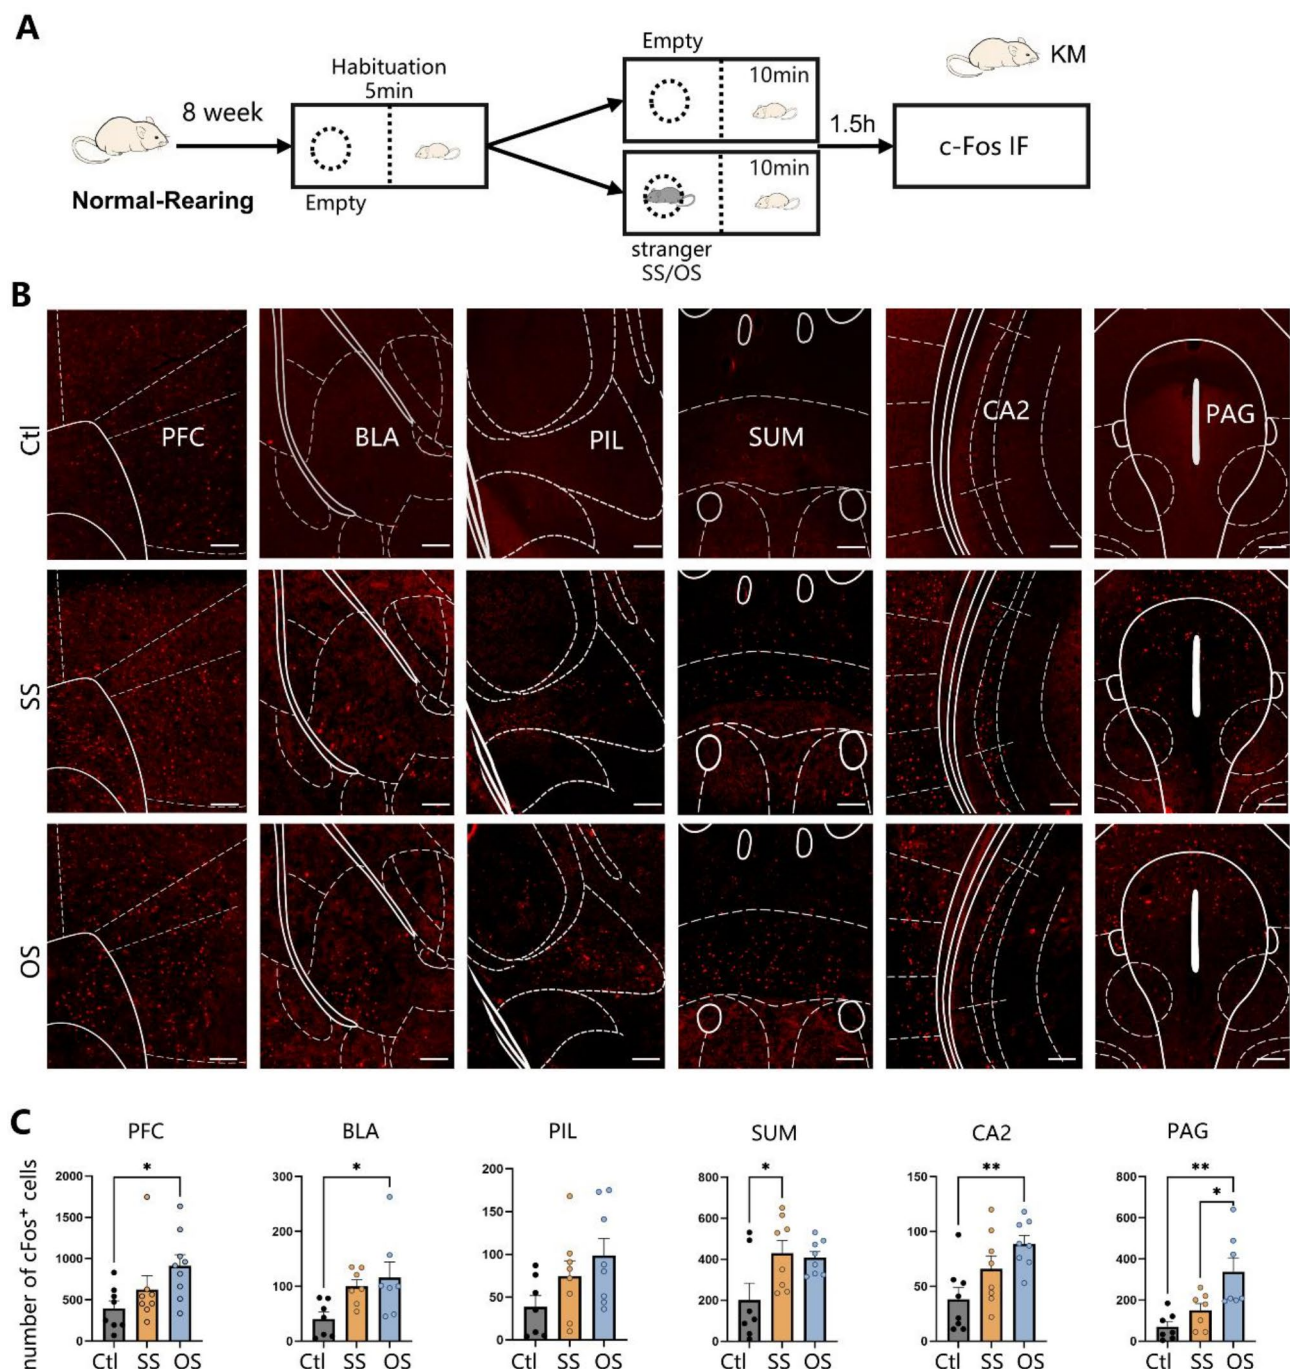 A
8 week
Normal-Rearing
Habituation
5min
Empty
Empty
10min
10min
stranger
SS/OS
1.5h
KM
c-Fos IF
B
Ctl
PFC
BLA
PIL
SUM
CA2
PAG
SS
OS
C
number of cFos⁺ cells
PFC
2000
1500
1000
500
0
*
Ctl SS OS
BLA
300
200
100
0
*
Ctl SS OS
PIL
200
150
100
50
0
Ctl SS OS
SUM
800
600
400
200
0
*
Ctl SS OS
CA2
150
100
50
0
**
Ctl SS OS
PAG
800
600
400
200
0
**
*
Ctl SS OS